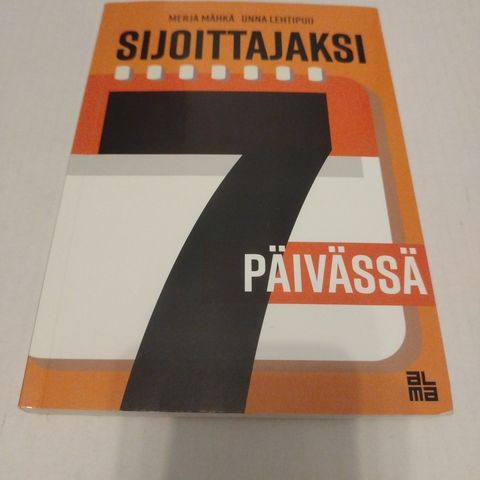 MERJA MÄHKÄ UNNA LEHTIPUU
SIJOITTAJAKSI
7
PÄIVÄSSÄ
ALMA